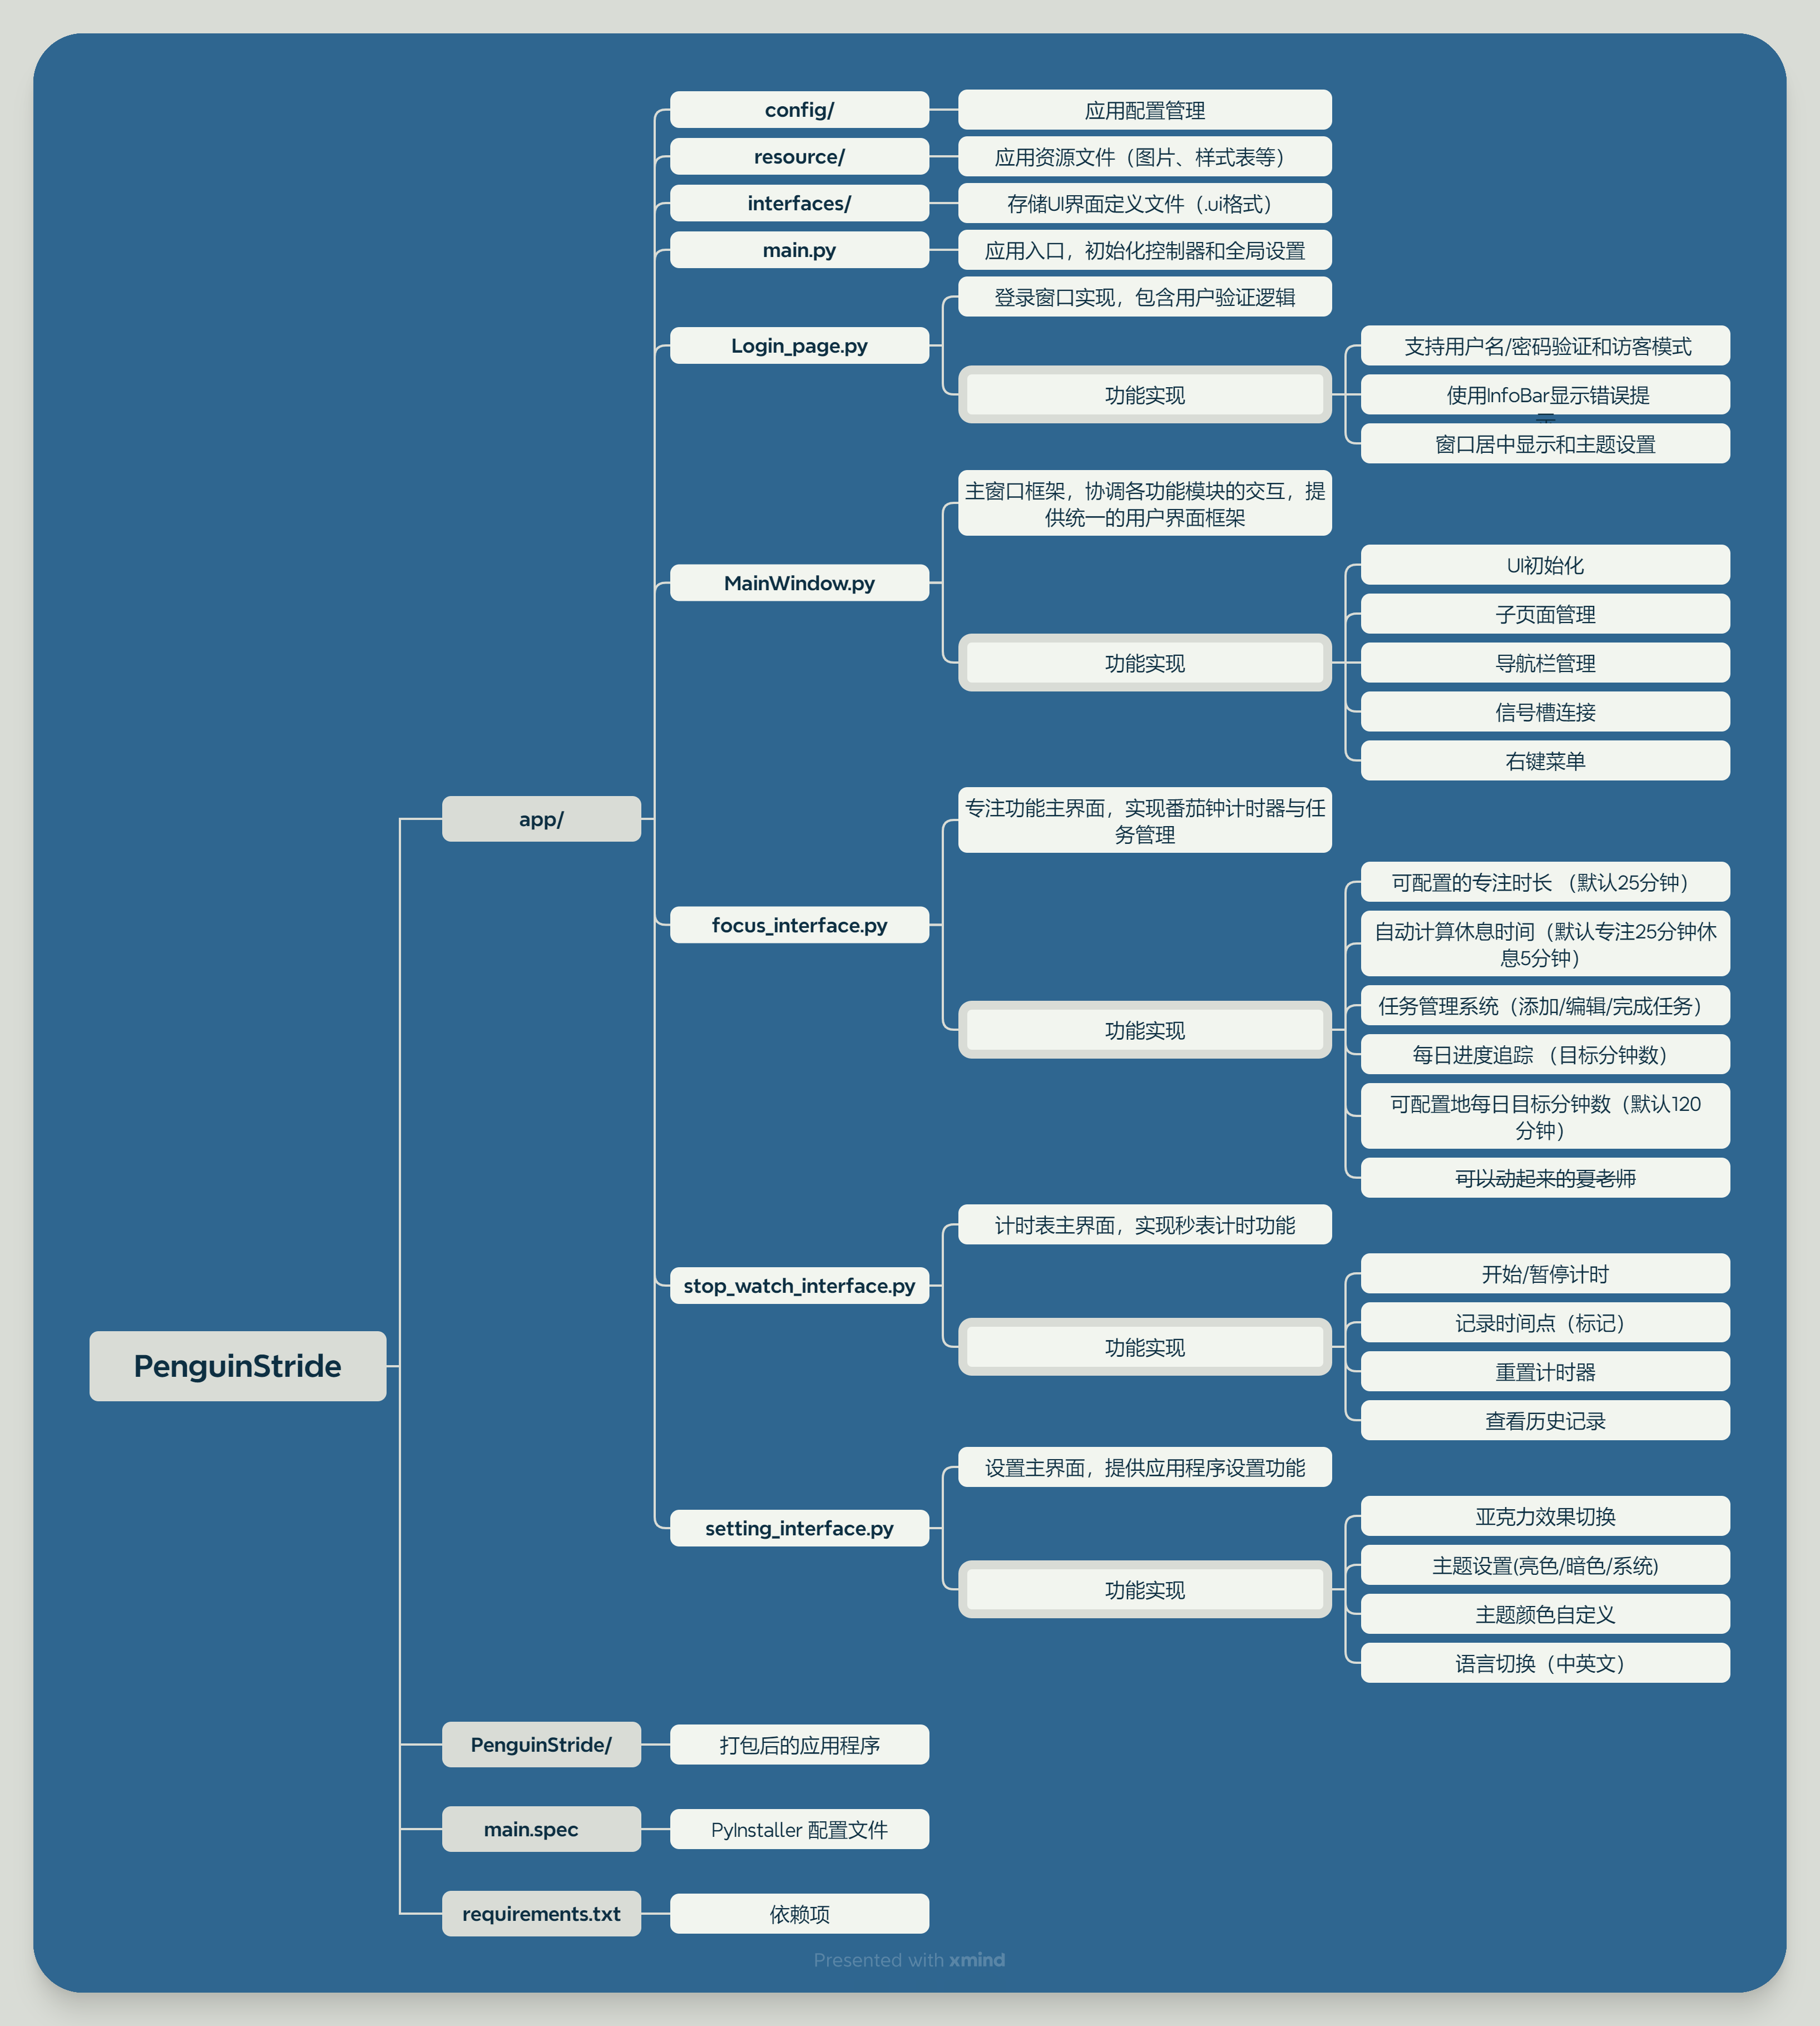 config/
应用配置管理
resource/
应用资源文件（图片、样式表等）
interfaces/
存储UI界面定义文件（.ui格式）
main.py
应用入口，初始化控制器和全局设置
Login_page.py
登录窗口实现，包含用户验证逻辑
功能实现
支持用户名/密码验证和访客模式
使用InfoBar显示错误提
示
窗口居中显示和主题设置
MainWindow.py
主窗口框架，协调各功能模块的交互，提
供统一的用户界面框架
功能实现
UI初始化
子页面管理
导航栏管理
信号槽连接
右键菜单
app/
focus_interface.py
专注功能主界面，实现番茄钟计时器与任
务管理
功能实现
可配置的专注时长 （默认25分钟）
自动计算休息时间（默认专注25分钟休
息5分钟）
任务管理系统（添加/编辑/完成任务）
每日进度追踪 （目标分钟数）
可配置地每日目标分钟数（默认120
分钟）
可以动起来的夏老师
stop_watch_interface.py
计时表主界面，实现秒表计时功能
功能实现
开始/暂停计时
记录时间点（标记）
重置计时器
查看历史记录
PenguinStride
setting_interface.py
设置主界面，提供应用程序设置功能
功能实现
亚克力效果切换
主题设置(亮色/暗色/系统)
主题颜色自定义
语言切换（中英文）
PenguinStride/
打包后的应用程序
main.spec
PyInstaller 配置文件
requirements.txt
依赖项
Presented with xmind